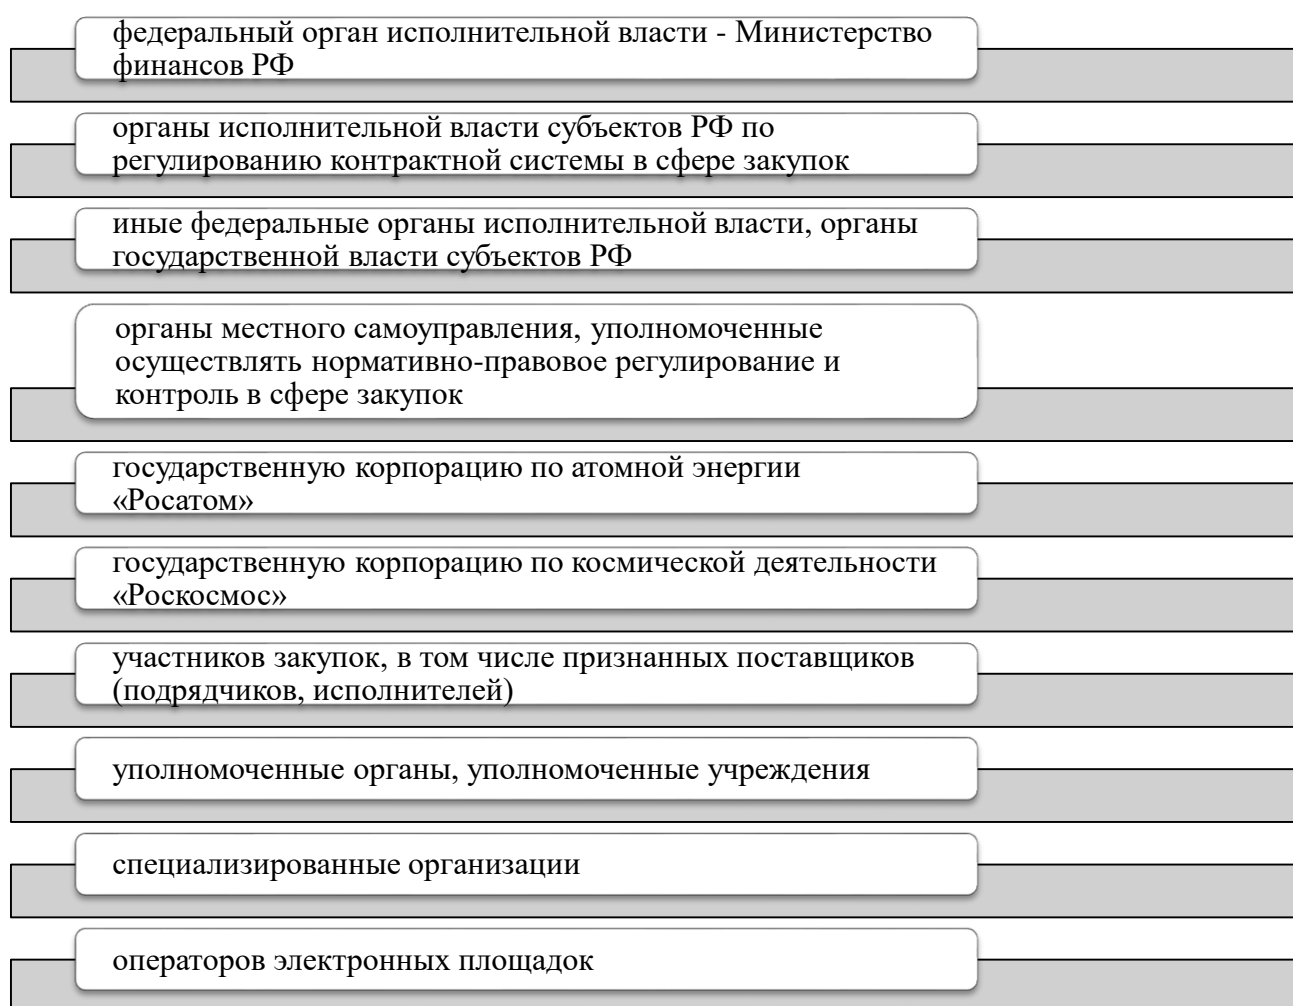 федеральный орган исполнительной власти - Министерство
финансов РФ
органы исполнительной власти субъектов РФ по
регулированию контрактной системы в сфере закупок
иные федеральные органы исполнительной власти, органы
государственной власти субъектов РФ
органы местного самоуправления, уполномоченные
осуществлять нормативно-правовое регулирование и
контроль в сфере закупок
государственную корпорацию по атомной энергии
«Росатом»
государственную корпорацию по космической деятельности
«Роскосмос»
участников закупок, в том числе признанных поставщиков
(подрядчиков, исполнителей)
уполномоченные органы, уполномоченные учреждения
специализированные организации
операторов электронных площадок